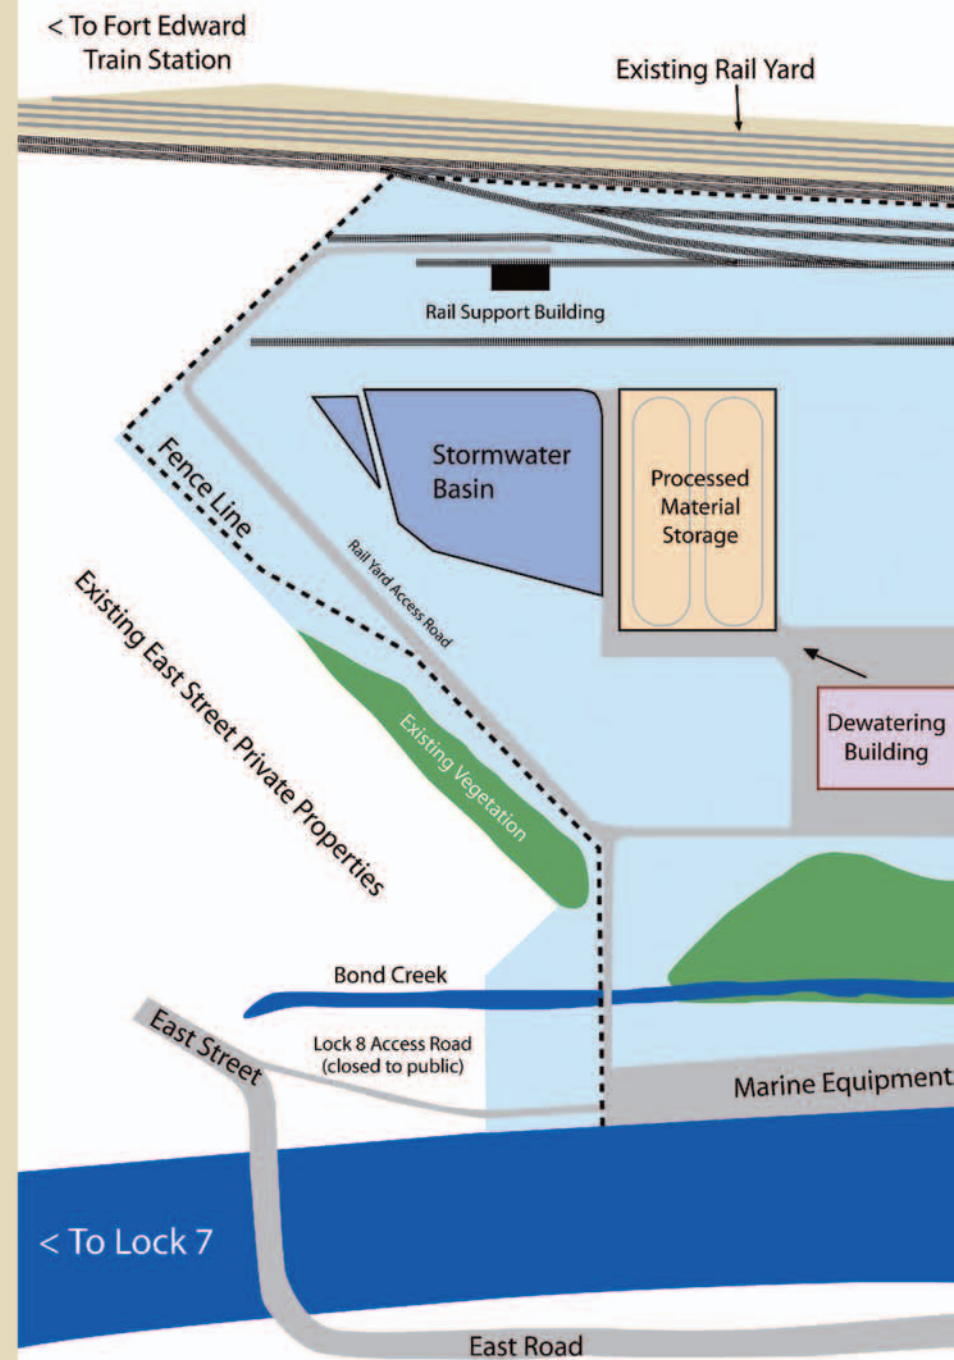 < To Fort Edward
Train Station
Existing Rail Yard
Rail Support Building
Stormwater
Basin
Processed
Material
Storage
Fence Line
Rail Yard Access Road
Existing East Street Private Properties
Existing Vegetation
Dewatering
Building
Bond Creek
East Street
Lock 8 Access Road
(closed to public)
Marine Equipment
< To Lock 7
East Road